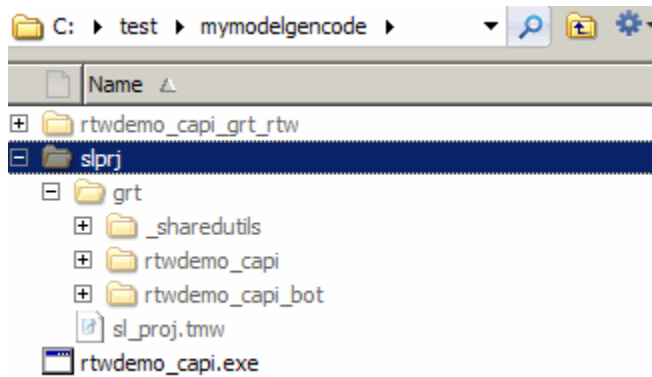 C: ▸ test ▸ mymodelgencode ▸
Name
rtwdemo_capi_grt_rtw
slprj
grt
_sharedutils
rtwdemo_capi
rtwdemo_capi_bot
sl_proj.tmw
rtwdemo_capi.exe